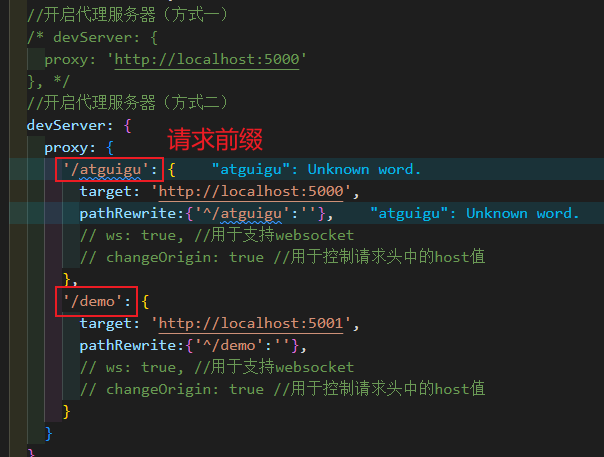 //开启代理服务器（方式一）
/* devServer: {
proxy: 'http://localhost:5000'
}, */
//开启代理服务器（方式二）
devServer: {
请求前缀
proxy: {
'/atguigu': { "atguigu": Unknown word.
target: 'http://localhost:5000',
pathRewrite:{'^/atguigu':''}, "atguigu": Unknown word.
// ws: true, //用于支持websocket
// changeOrigin: true //用于控制请求头中的host值
},
'/demo': {
target: 'http://localhost:5001',
pathRewrite:{'^/demo':''},
// ws: true, //用于支持websocket
// changeOrigin: true //用于控制请求头中的host值
}
}
}